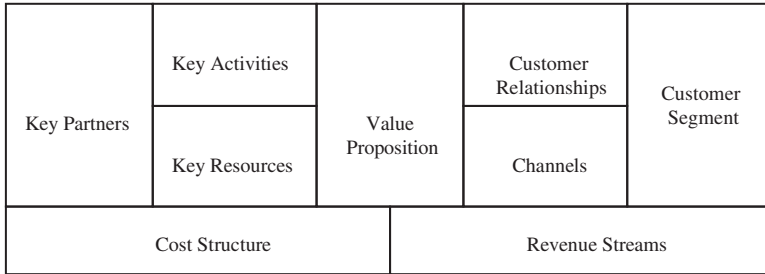 Key Partners
Key Activities
Key Resources
Value
Proposition
Customer
Relationships
Channels
Customer
Segment
Cost Structure
Revenue Streams